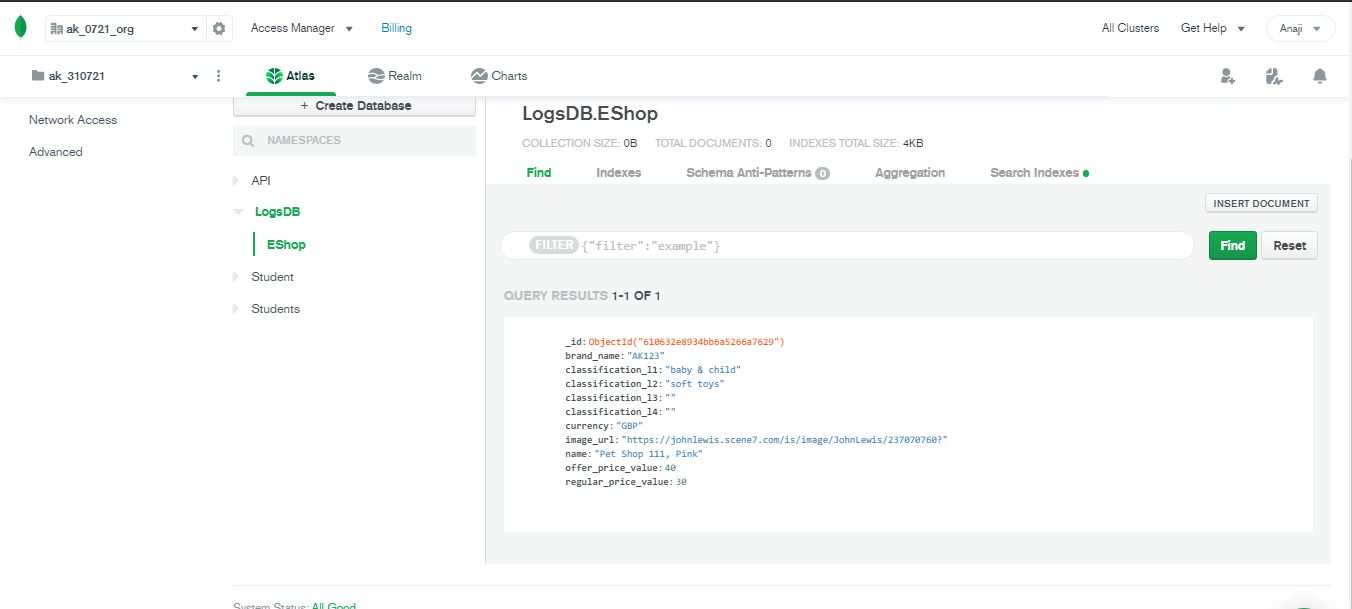 ak_0721_org
Access Manager
Billing
All Clusters
Get Help
Anaji
ak_310721
Atlas
Realm
Charts
Network Access
Advanced
+ Create Database
NAMESPACES
API
LogsDB
EShop
Student
Students
LogsDB.EShop
COLLECTION SIZE: 0B TOTAL DOCUMENTS: 0 INDEXES TOTAL SIZE: 4KB
Find Indexes Schema Anti-Patterns 0 Aggregation Search Indexes
INSERT DOCUMENT
FILTER {"filter":"example"}
Find
Reset
QUERY RESULTS 1-1 OF 1
_id: ObjectId("610632e8934bb6a5266a7629")
brand_name: "AK123"
classification_l1: "baby & child"
classification_l2: "soft toys"
classification_l3: ""
classification_l4: ""
currency: "GBP"
image_url: "https://johnlewis.scene7.com/is/image/JohnLewis/237070760?"
name: "Pet Shop 111, Pink"
offer_price_value: 40
regular_price_value: 30
System Status: All Good